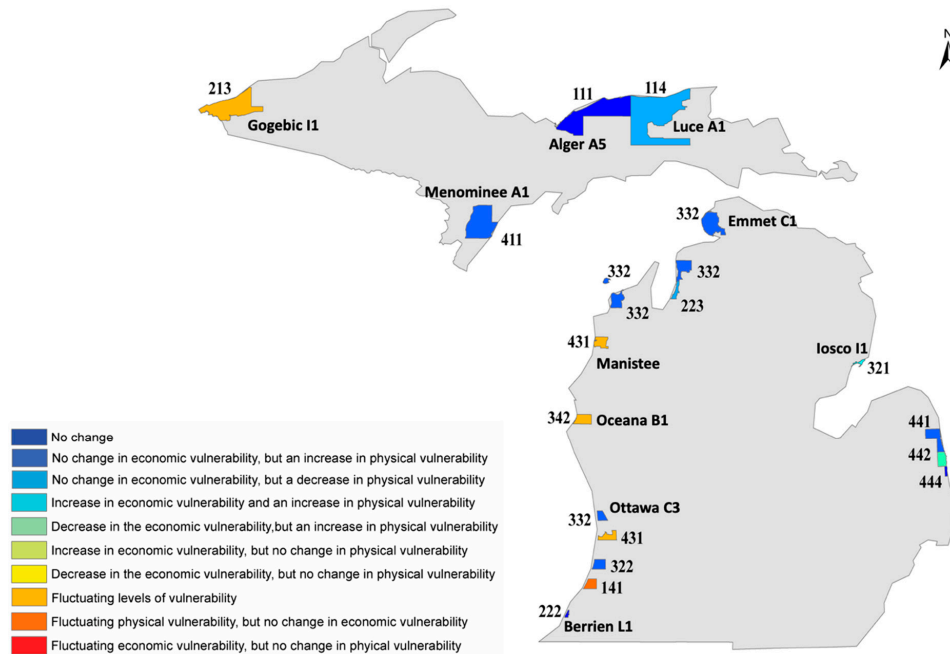 N
213
Gogebic I1
111
114
Alger A5
Luce A1
Menominee A1
411
332
Emmet C1
332
332
332
223
431
Manistee
Iosco I1
321
342
Oceana B1
441
442
444
332
Ottawa C3
431
322
141
222
Berrien L1
No change
No change in economic vulnerability, but an increase in physical vulnerability
No change in economic vulnerability, but a decrease in physical vulnerability
Increase in economic vulnerability and an increase in physical vulnerability
Decrease in the economic vulnerability,but an increase in physical vulnerability
Increase in economic vulnerability, but no change in physical vulnerability
Decrease in the economic vulnerability, but no change in physical vulnerability
Fluctuating levels of vulnerability
Fluctuating physical vulnerability, but no change in economic vulnerability
Fluctuating economic vulnerability, but no change in phyical vulnerability